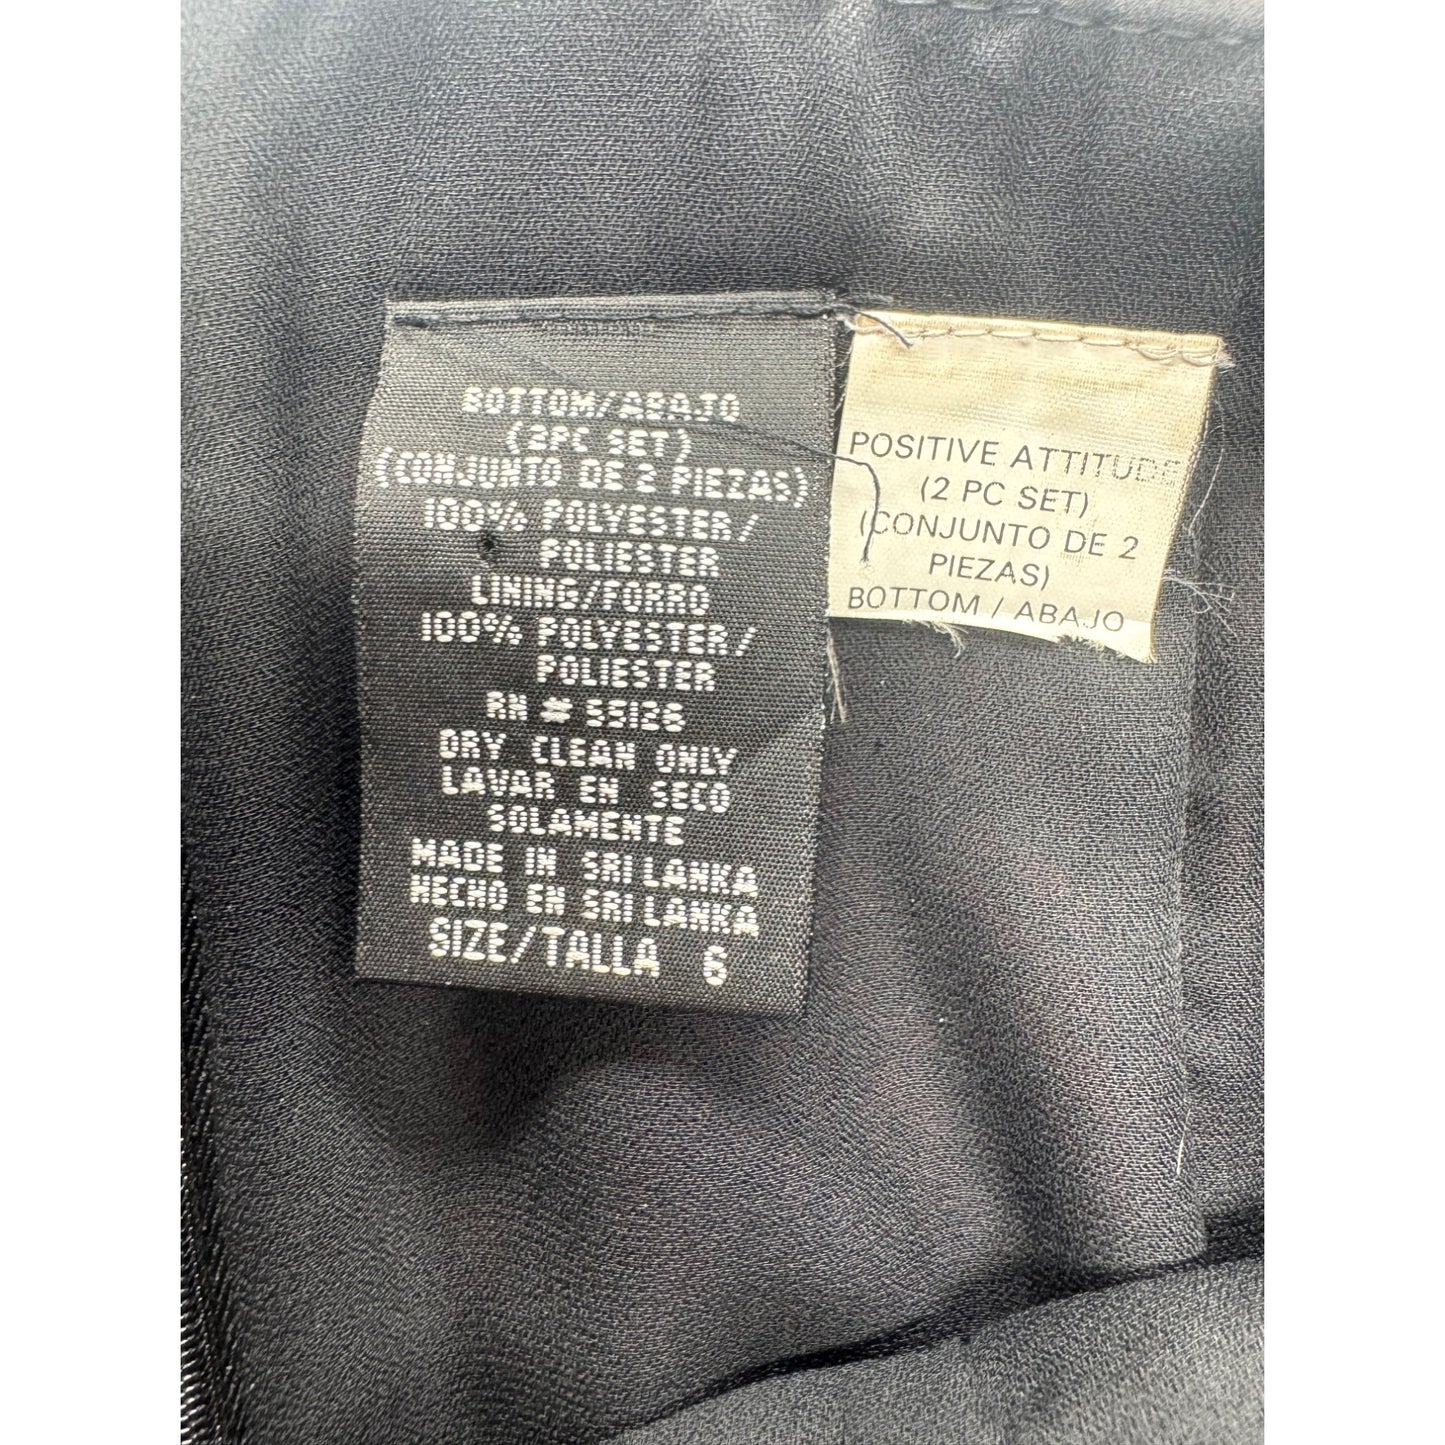 BOTTOM/ABAJO
(2PC SET)
(CONJUNTO DE 2 PIEZAS)
100% POLYESTER/
POLIESTER
LINING/FORRO
100% POLYESTER/
POLIESTER
RN # 55126
DRY CLEAN ONLY
LAVAR EN SECO
SOLAMENTE
MADE IN SRI LANKA
HECHO EN SRI LANKA
SIZE/TALLA 6
POSITIVE ATTITUDE
(2 PC SET)
(CONJUNTO DE 2
PIEZAS)
BOTTOM / ABAJO